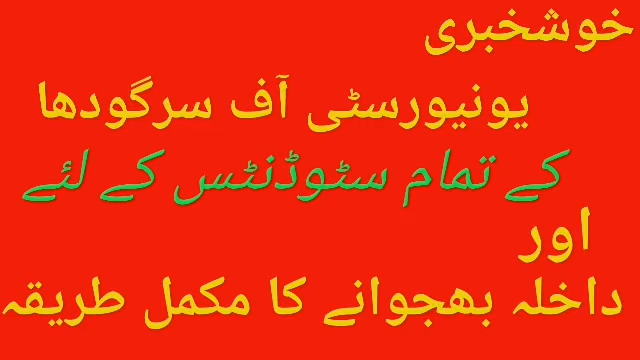 خوشخبری
یونیورسٹی آف سرگودھا
کے تمام سٹوڈنٹس کے لئے
اور
داخلہ بھجوانے کا مکمل طریقہ